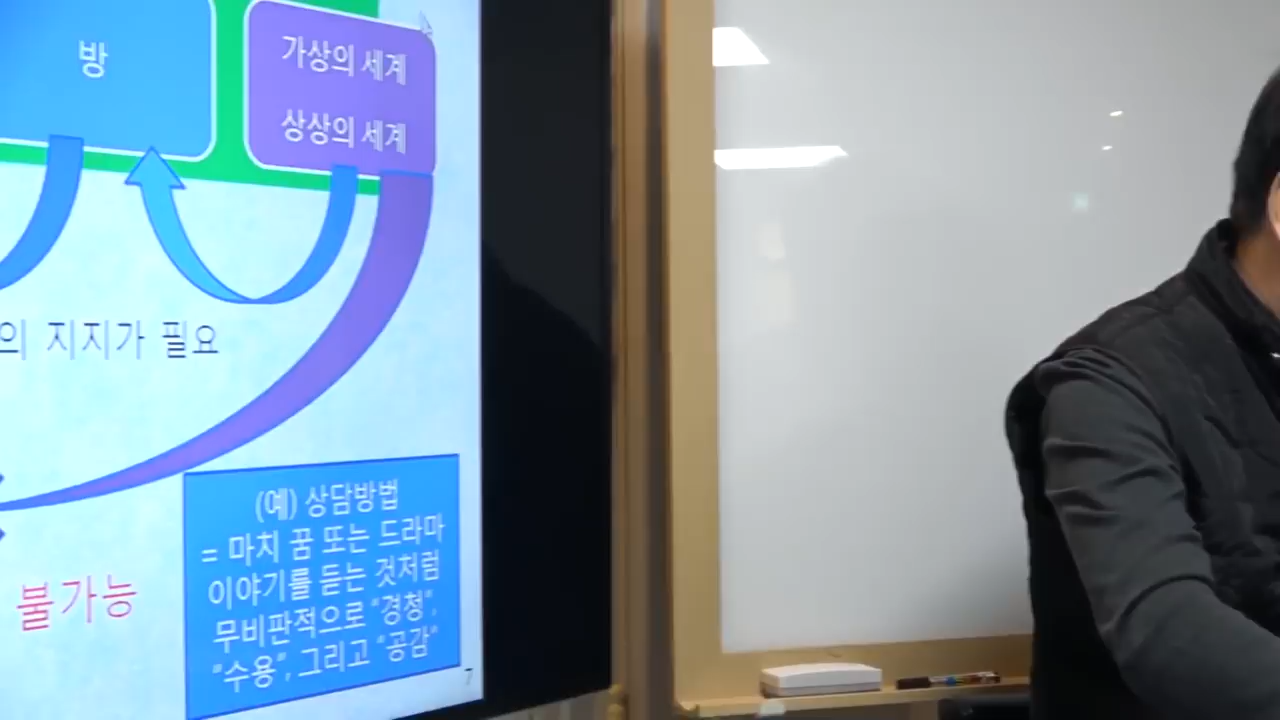 방
가상의 세계
상상의 세계
의 지지가 필요
불가능
(예) 상담방법
= 마치 꿈 또는 드라마
이야기를 듣는 것처럼
무비판적으로 "경청",
"수용", 그리고 "공감"
7